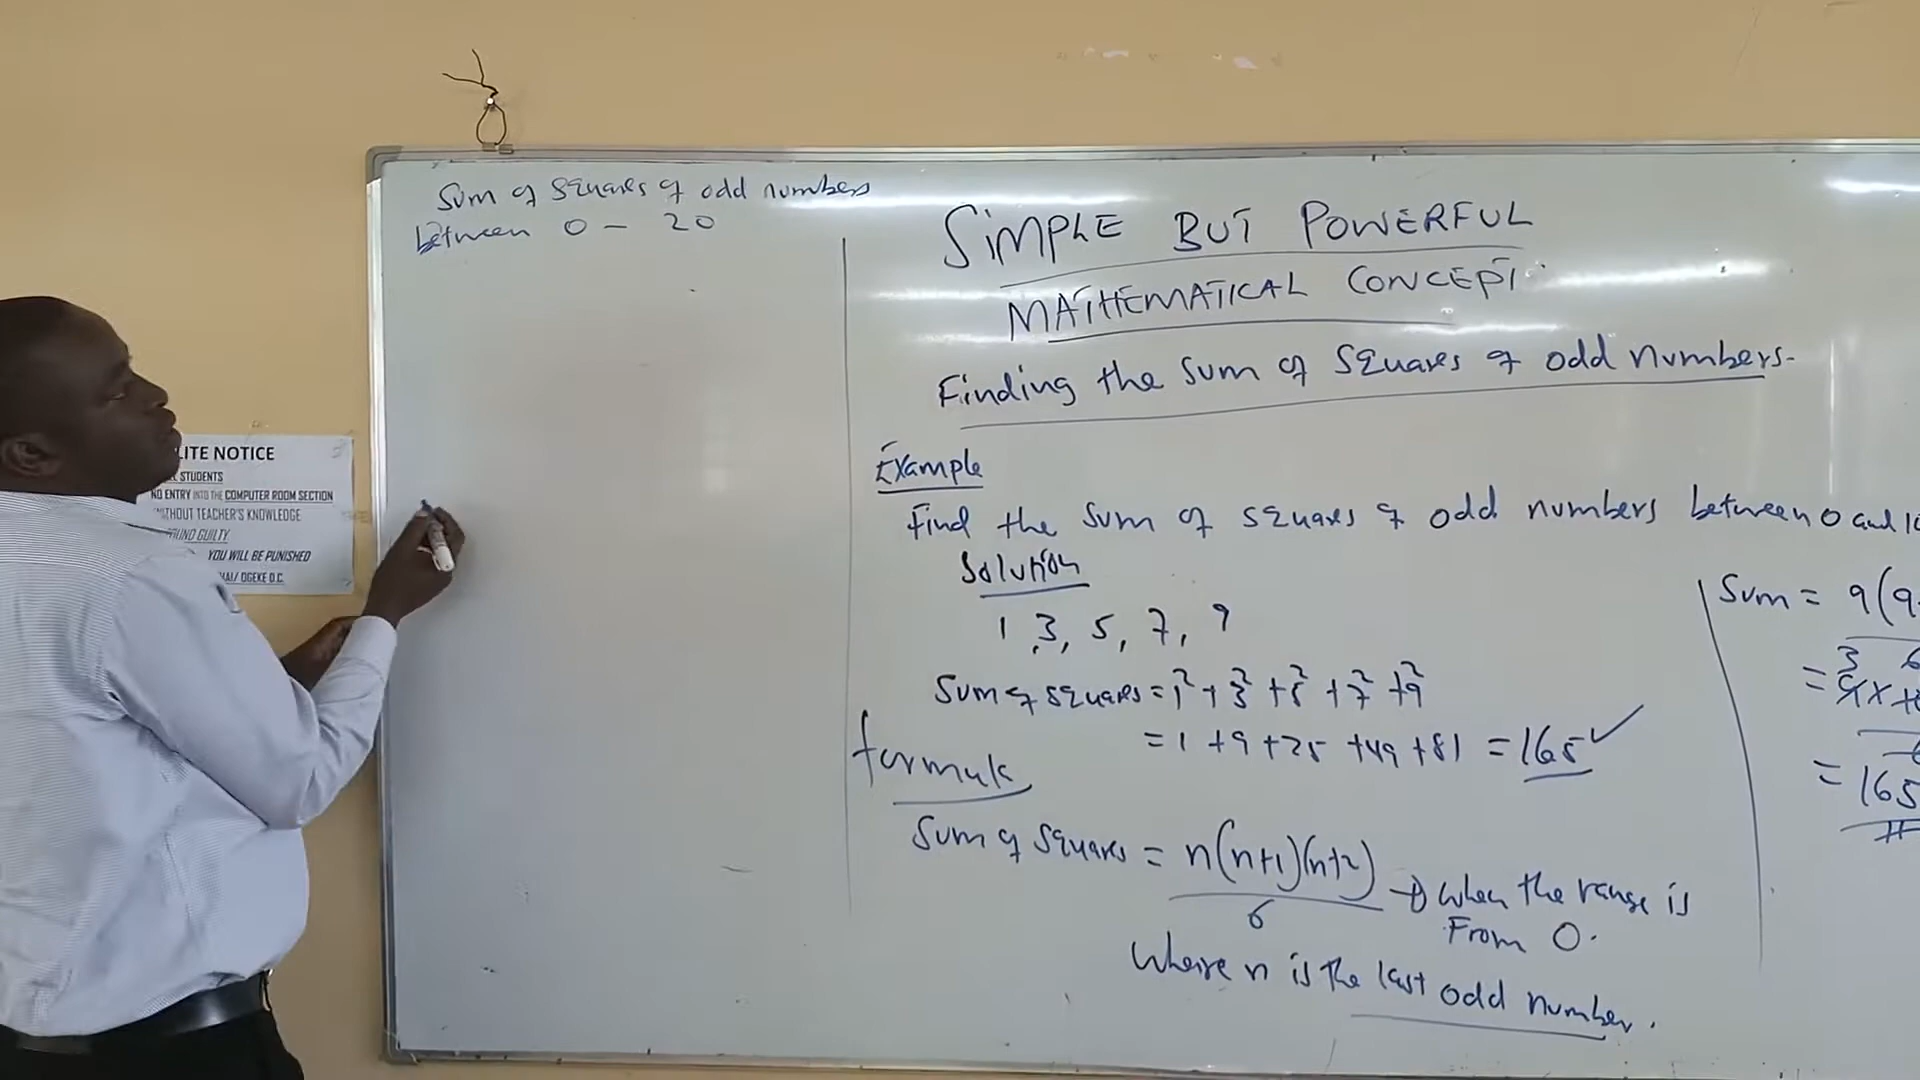 Sum of squares of odd numbers
between 0 - 20
SIMPLE BUT POWERFUL
MATHEMATICAL CONCEPT
Finding the sum of squares of odd numbers.
Example
Find the sum of squares of odd numbers between 0 and 10
Solution
1, 3, 5, 7, 9
Sum of squares = 1² + 3² + 5² + 7² + 9²
= 1 + 9 + 25 + 49 + 81 = 165 ✓
formula
Sum of squares = n(n+1)(n+2)
6
→ when the range is
From 0.
Where n is the last odd number.
Sum = 9(9
= 165
LITE NOTICE
STUDENTS
NO ENTRY INTO THE COMPUTER ROOM SECTION
WITHOUT TEACHER'S KNOWLEDGE
FOUND GUILTY
YOU WILL BE PUNISHED
OGEKE O.C.